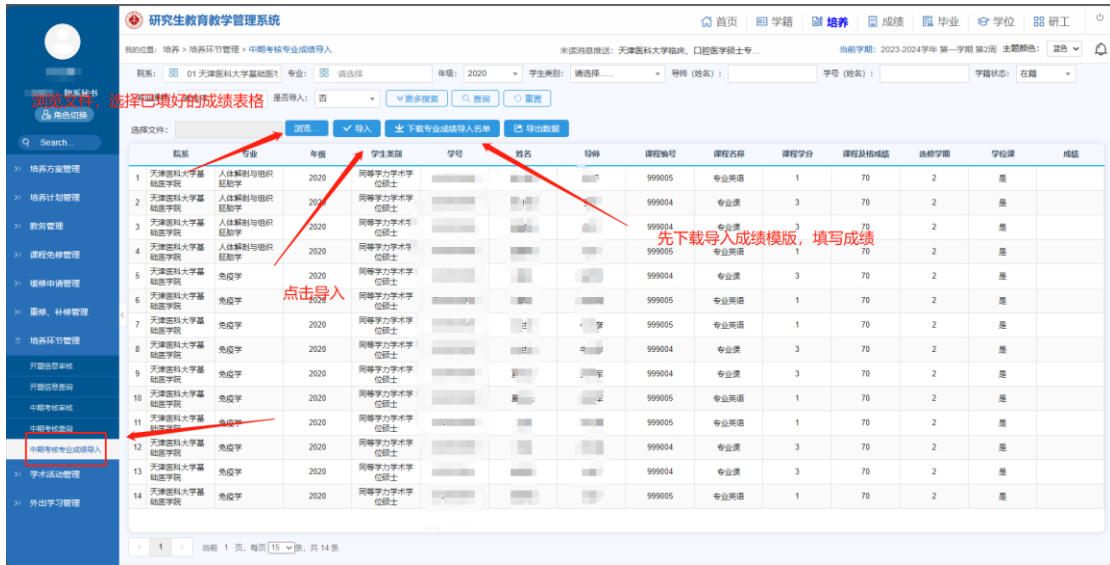 研究生教育教学管理系统 首页 学籍 培养 成绩 毕业 学位 研工
我的位置: 培养 > 培养环节管理 > 中期考核专业成绩导入 未读消息推送: 天津医科大学临床、口腔医学硕士专... 当前学期: 2023-2024学年 第一学期 第2周 主题颜色: 蓝色
院系: 01 天津医科大学基础医 专业: 请选择 年级: 2020 学生类别: 请选择...... 导师 (姓名) : 学号 (姓名) : 学籍状态: 在籍
院系秘书
浏览文件, 选择已填好的成绩表格
是否导入: 否 更多搜索 查询 重置
角色切换
选择文件: 浏览... 导入 下载专业成绩导入名单 导出数据
Search...
院系 专业 年级 学生类别 学号 姓名 导师 课程编号 课程名称 课程学分 课程及格成绩 选修学期 学位课 成绩
1 天津医科大学基础医学院 人体解剖与组织胚胎学 2020 同等学力学术学位硕士 999005 专业英语 1 70 2 是
2 天津医科大学基础医学院 人体解剖与组织胚胎学 2020 同等学力学术学位硕士 999004 专业课 3 70 2 是
3 天津医科大学基础医学院 人体解剖与组织胚胎学 2020 同等学力学术学位硕士 999004 专业课 3 70 2 是
先下载导入成绩模版, 填写成绩
4 天津医科大学基础医学院 人体解剖与组织胚胎学 2020 同等学力学术学位硕士 999005 专业英语 1 70 2 是
5 天津医科大学基础医学院 免疫学 2020 同等学力学术学位硕士 999004 专业课 3 70 2 是
点击导入
6 天津医科大学基础医学院 免疫学 2020 同等学力学术学位硕士 999005 专业英语 1 70 2 是
7 天津医科大学基础医学院 免疫学 2020 同等学力学术学位硕士 999005 专业英语 1 70 2 是
8 天津医科大学基础医学院 免疫学 2020 同等学力学术学位硕士 999004 专业课 3 70 2 是
9 天津医科大学基础医学院 免疫学 2020 同等学力学术学位硕士 999004 专业课 3 70 2 是
10 天津医科大学基础医学院 免疫学 2020 同等学力学术学位硕士 999005 专业英语 1 70 2 是
11 天津医科大学基础医学院 免疫学 2020 同等学力学术学位硕士 999005 专业英语 1 70 2 是
12 天津医科大学基础医学院 免疫学 2020 同等学力学术学位硕士 999004 专业课 3 70 2 是
13 天津医科大学基础医学院 免疫学 2020 同等学力学术学位硕士 999004 专业课 3 70 2 是
14 天津医科大学基础医学院 免疫学 2020 同等学力学术学位硕士 999005 专业英语 1 70 2 是
培养方案管理
培养计划管理
教务管理
课程免修管理
缓修申请管理
重修、补修管理
培养环节管理
开题信息审核
开题信息查询
中期考核审核
中期考核查询
中期考核专业成绩导入
学术活动管理
外出学习管理
1 当前 1 页, 每页 15 条, 共 14 条